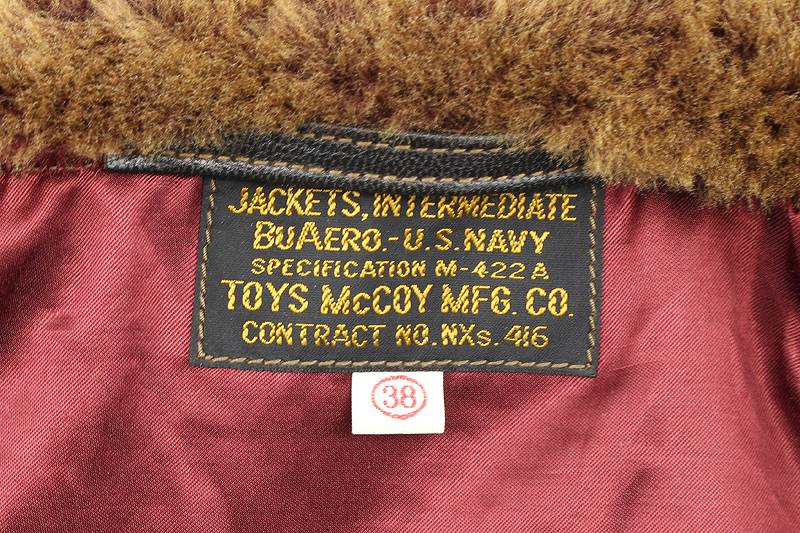 JACKETS, INTERMEDIATE
BUAERO.-U.S.NAVY
SPECIFICATION M-422A
TOYS McCOY MFG. CO.
CONTRACT NO. NXs. 416
38